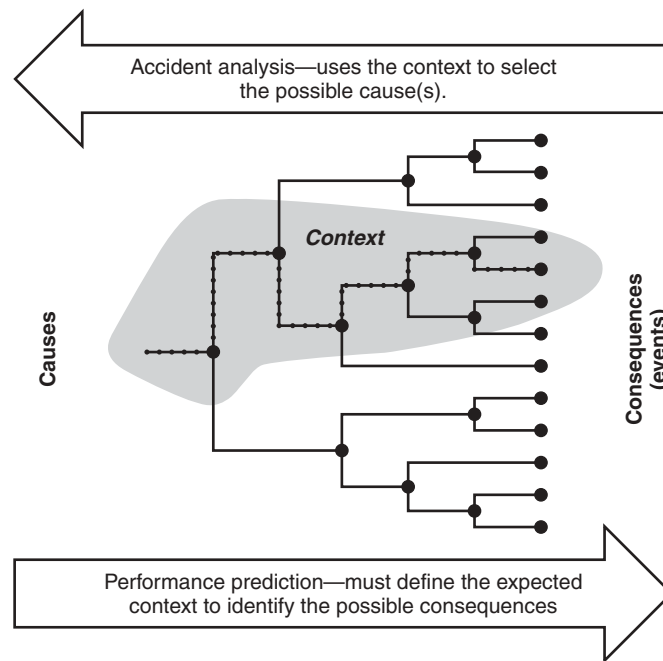 Accident analysis—uses the context to select
the possible cause(s).
Context
Causes
Consequences
(events)
Performance prediction—must define the expected
context to identify the possible consequences